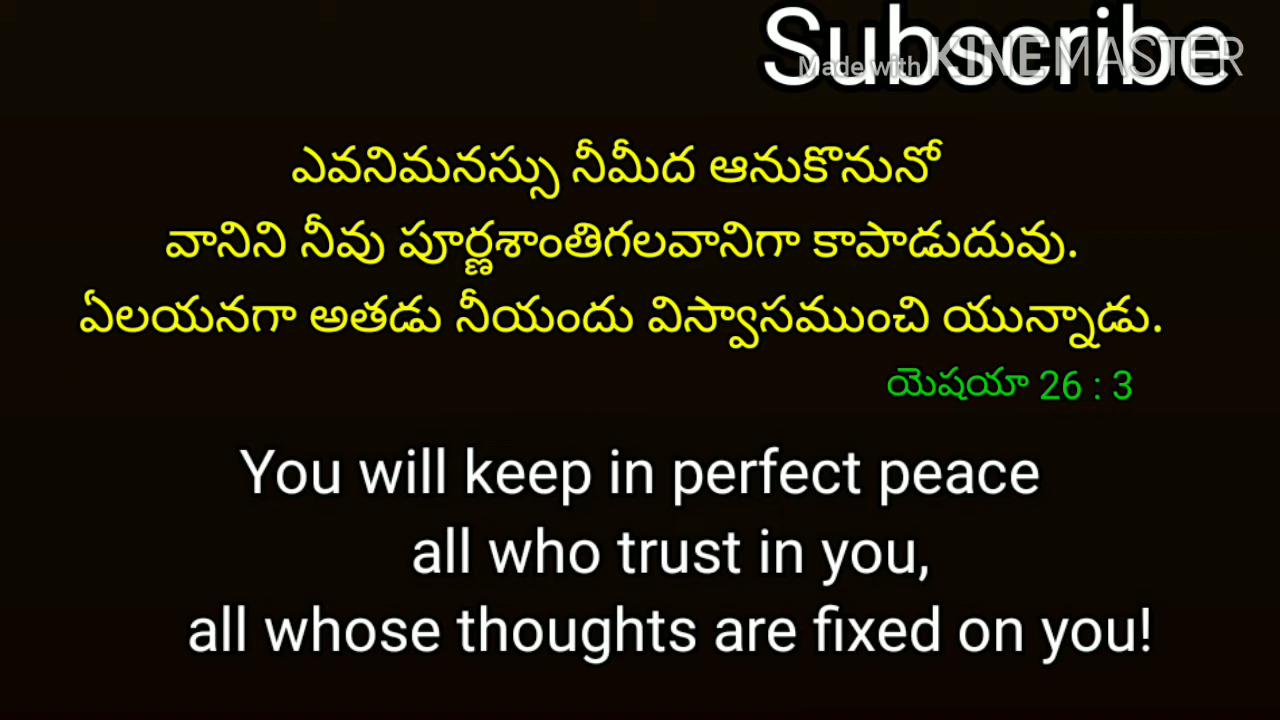 Subscribe
Made with KINEMASTER
ఎవనిమనస్సు నీమీద ఆనుకొనునో
వానిని నీవు పూర్ణశాంతిగలవానిగా కాపాడుదువు.
ఏలయనగా అతడు నీయందు విస్వాసముంచి యున్నాడు.
యెషయా 26 : 3
You will keep in perfect peace
all who trust in you,
all whose thoughts are fixed on you!